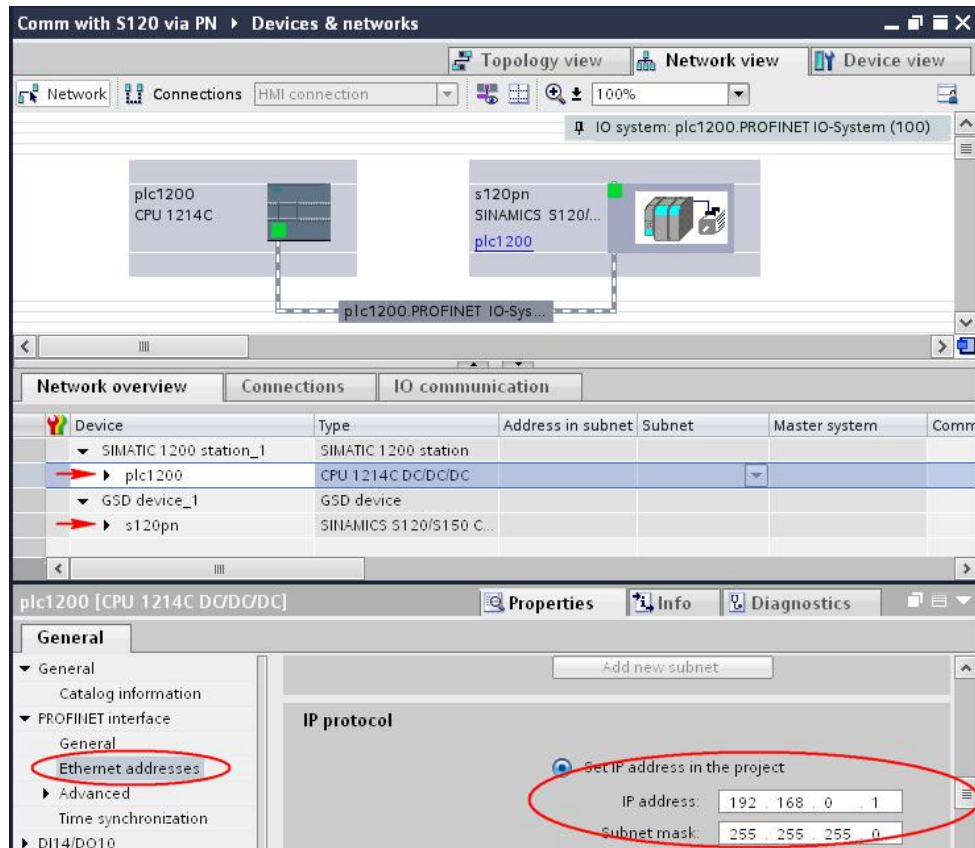 Comm with S120 via PN ▸ Devices & networks
Topology view Network view Device view
Network Connections HMI connection 100%
IO system: plc1200.PROFINET IO-System (100)
plc1200 s120pn
CPU 1214C SINAMICS S120/...
plc1200
plc1200.PROFINET IO-Sys...
Network overview Connections IO communication
Device Type Address in subnet Subnet Master system Comm
SIMATIC 1200 station_1 SIMATIC 1200 station
plc1200 CPU 1214C DC/DC/DC
GSD device_1 GSD device
s120pn SINAMICS S120/S150 C...
plc1200 [CPU 1214C DC/DC/DC] Properties Info Diagnostics
General
General Add new subnet
Catalog information
PROFINET interface IP protocol
General
Ethernet addresses Set IP address in the project
Advanced IP address: 192 . 168 . 0 . 1
Time synchronization Subnet mask: 255 . 255 . 255 . 0
DI14/DO10